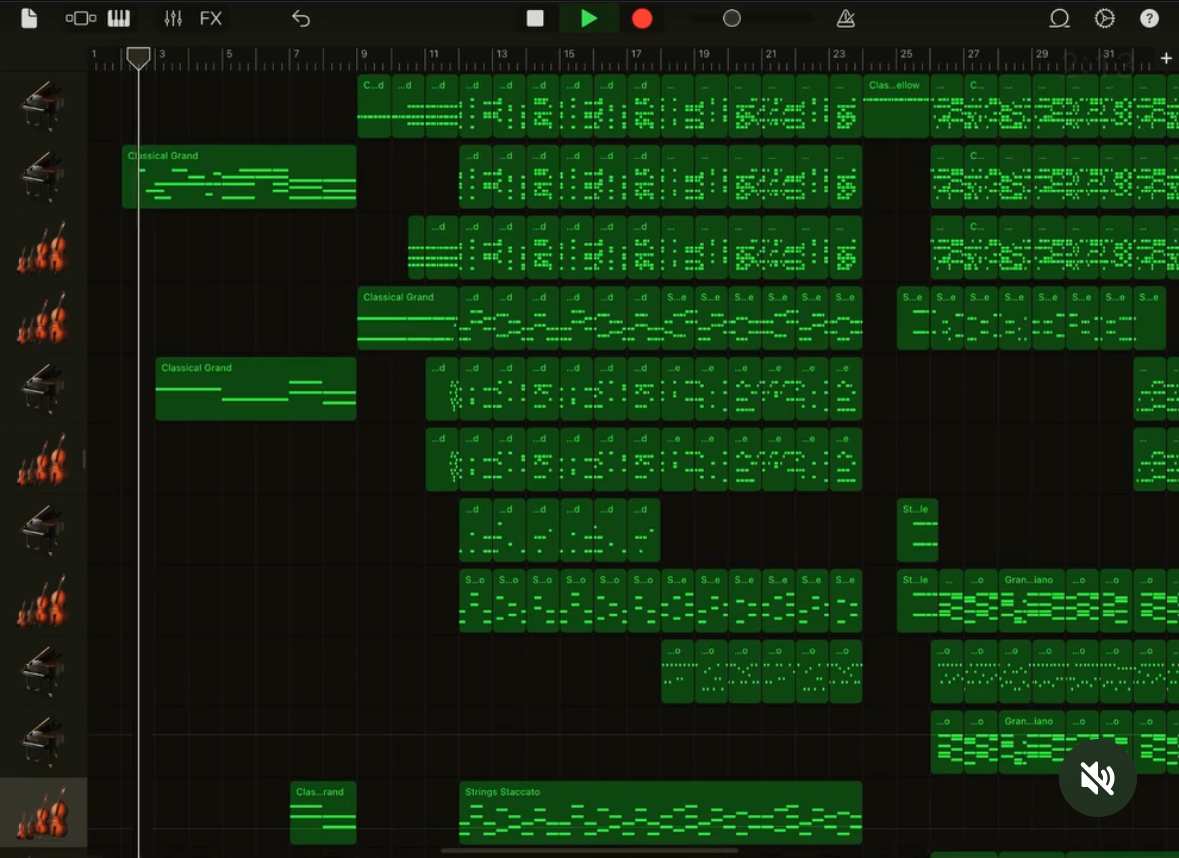 FX
?
1 3 5 7 9 11 13 15 17 19 21 23 25 27 29 31 +
C...d ...d ...d ...d ...d ...d ...d ...d ...d ... ... ... ... ... ... Clas...ellow ... C... ... ... ... ...
Classical Grand ...d ...d ...d ...d ...d ...d ... ... ... ... ... ... ... C... ... ... ... ... ...
...d ...d ...d ...d ...d ...d ...d ... ... ... ... ... ... ... C... ... ... ... ... ...
Classical Grand ...d ...d ...d ...d ...d ...d S...e S...e S...e S...e S...e S...e S...e S...e S...e S...e S...e S...e S...e S...e
Classical Grand ...d ...d ...d ...d ...d ...d ...d ...e ...e ...e ...e ...e ...e ...
...d ...d ...d ...d ...d ...d ...d ...e ...e ...e ...e ...e ...e ...
...d ...d ...d ...d ...d ...d St...le
S...o S...o S...o S...o S...o S...o S...e S...e S...e S...e S...e S...e St...le ... ...o Gran...iano ...o ...o ...o
...o ...o ...o ...o ...o ...o ...o ...o ...o ...o ...o ...o ...o
...o ...o Gran...iano ...o ...o ...o
Clas...rand Strings Staccato